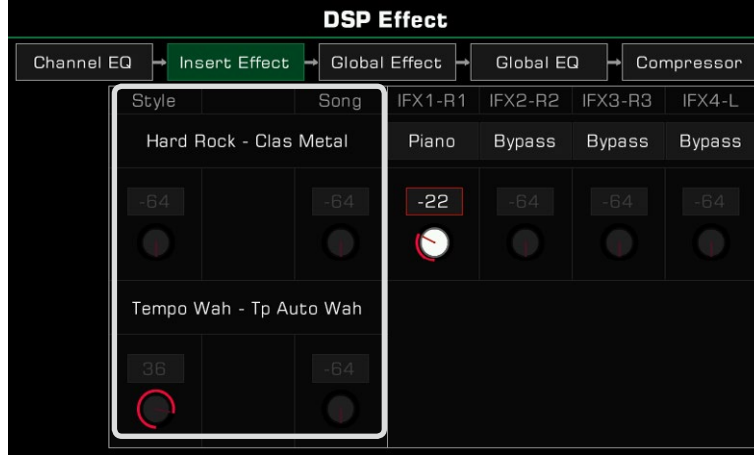 DSP Effect
Channel EQ Insert Effect Global Effect Global EQ Compressor
Style Song IFX1-R1 IFX2-R2 IFX3-R3 IFX4-L
Hard Rock - Clas Metal Piano Bypass Bypass Bypass
-64 -64 -22 -64 -64 -64
Tempo Wah - Tp Auto Wah
36 -64